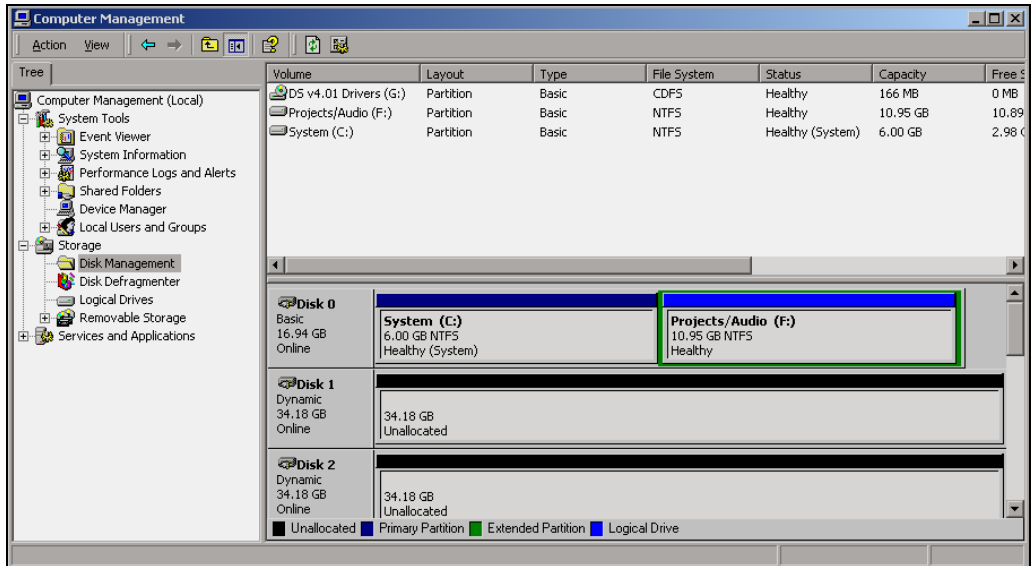 Computer Management
Action View
Tree
Computer Management (Local)
System Tools
Event Viewer
System Information
Performance Logs and Alerts
Shared Folders
Device Manager
Local Users and Groups
Storage
Disk Management
Disk Defragmenter
Logical Drives
Removable Storage
Services and Applications
Volume Layout Type File System Status Capacity Free S
DS v4.01 Drivers (G:) Partition Basic CDFS Healthy 166 MB 0 MB
Projects/Audio (F:) Partition Basic NTFS Healthy 10.95 GB 10.89
System (C:) Partition Basic NTFS Healthy (System) 6.00 GB 2.98
Disk 0
Basic
16.94 GB
Online
System (C:)
6.00 GB NTFS
Healthy (System)
Projects/Audio (F:)
10.95 GB NTFS
Healthy
Disk 1
Dynamic
34.18 GB
Online
34.18 GB
Unallocated
Disk 2
Dynamic
34.18 GB
Online
34.18 GB
Unallocated
Unallocated Primary Partition Extended Partition Logical Drive